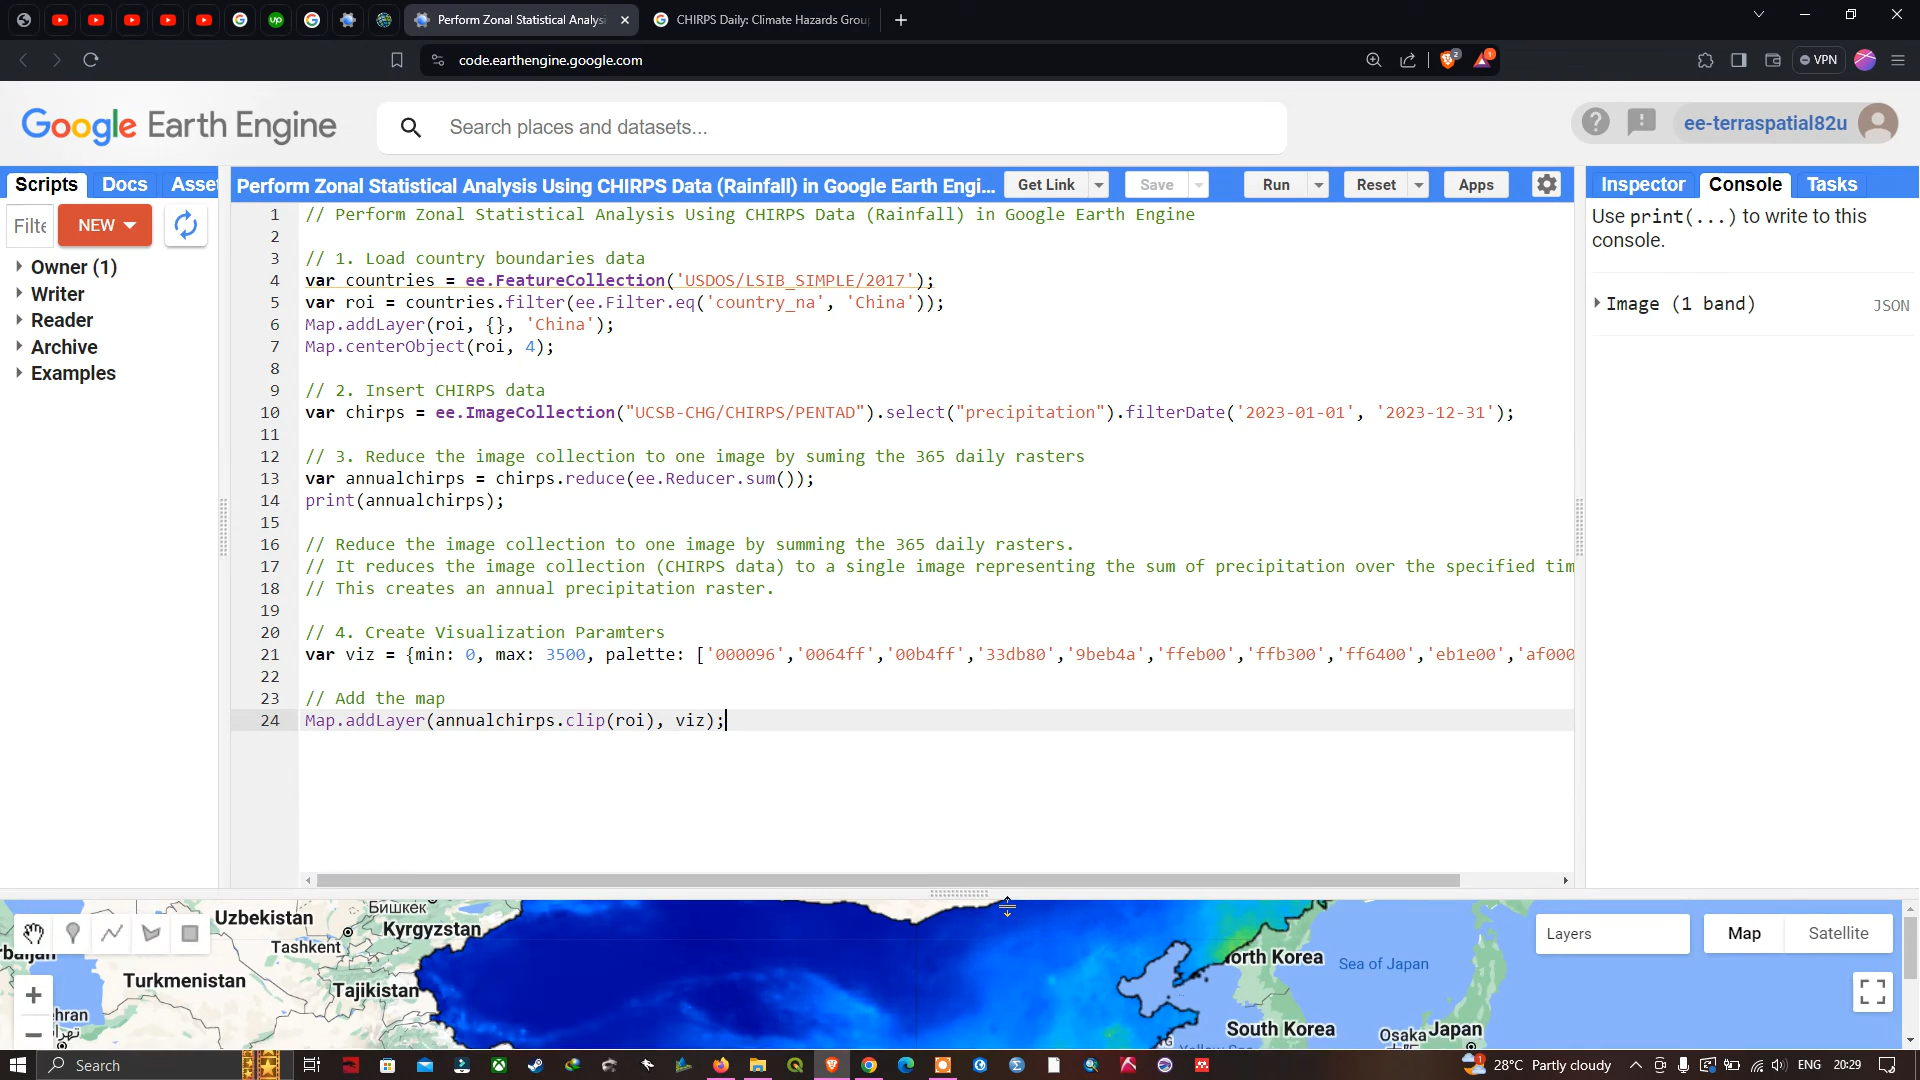 Perform Zonal Statistical Analysis
CHIRPS Daily: Climate Hazards Grou
code.earthengine.google.com
2
1
VPN
Google Earth Engine
Search places and datasets...
ee-terraspatial82u
Scripts Docs Asse
Perform Zonal Statistical Analysis Using CHIRPS Data (Rainfall) in Google Earth Engi...
Get Link Save Run Reset Apps
Inspector Console Tasks
Filte NEW
Owner (1)
Writer
Reader
Archive
Examples
1 // Perform Zonal Statistical Analysis Using CHIRPS Data (Rainfall) in Google Earth Engine
2
3 // 1. Load country boundaries data
4 var countries = ee.FeatureCollection('USDOS/LSIB_SIMPLE/2017');
5 var roi = countries.filter(ee.Filter.eq('country_na', 'China'));
6 Map.addLayer(roi, {}, 'China');
7 Map.centerObject(roi, 4);
8
9 // 2. Insert CHIRPS data
10 var chirps = ee.ImageCollection("UCSB-CHG/CHIRPS/PENTAD").select("precipitation").filterDate('2023-01-01', '2023-12-31');
11
12 // 3. Reduce the image collection to one image by suming the 365 daily rasters
13 var annualchirps = chirps.reduce(ee.Reducer.sum());
14 print(annualchirps);
15
16 // Reduce the image collection to one image by summing the 365 daily rasters.
17 // It reduces the image collection (CHIRPS data) to a single image representing the sum of precipitation over the specified tim
18 // This creates an annual precipitation raster.
19
20 // 4. Create Visualization Paramters
21 var viz = {min: 0, max: 3500, palette: ['000096','0064ff','00b4ff','33db80','9beb4a','ffeb00','ffb300','ff6400','eb1e00','af000
22
23 // Add the map
24 Map.addLayer(annualchirps.clip(roi), viz);
Use print(...) to write to this
console.
Image (1 band) JSON
Uzbekistan
Бишкек
Kyrgyzstan
Tashkent
Turkmenistan
Tajikistan
orth Korea
Sea of Japan
South Korea
Yellow Sea
Osaka
Japan
Layers
Map Satellite
Search
28°C Partly cloudy
ENG 20:29